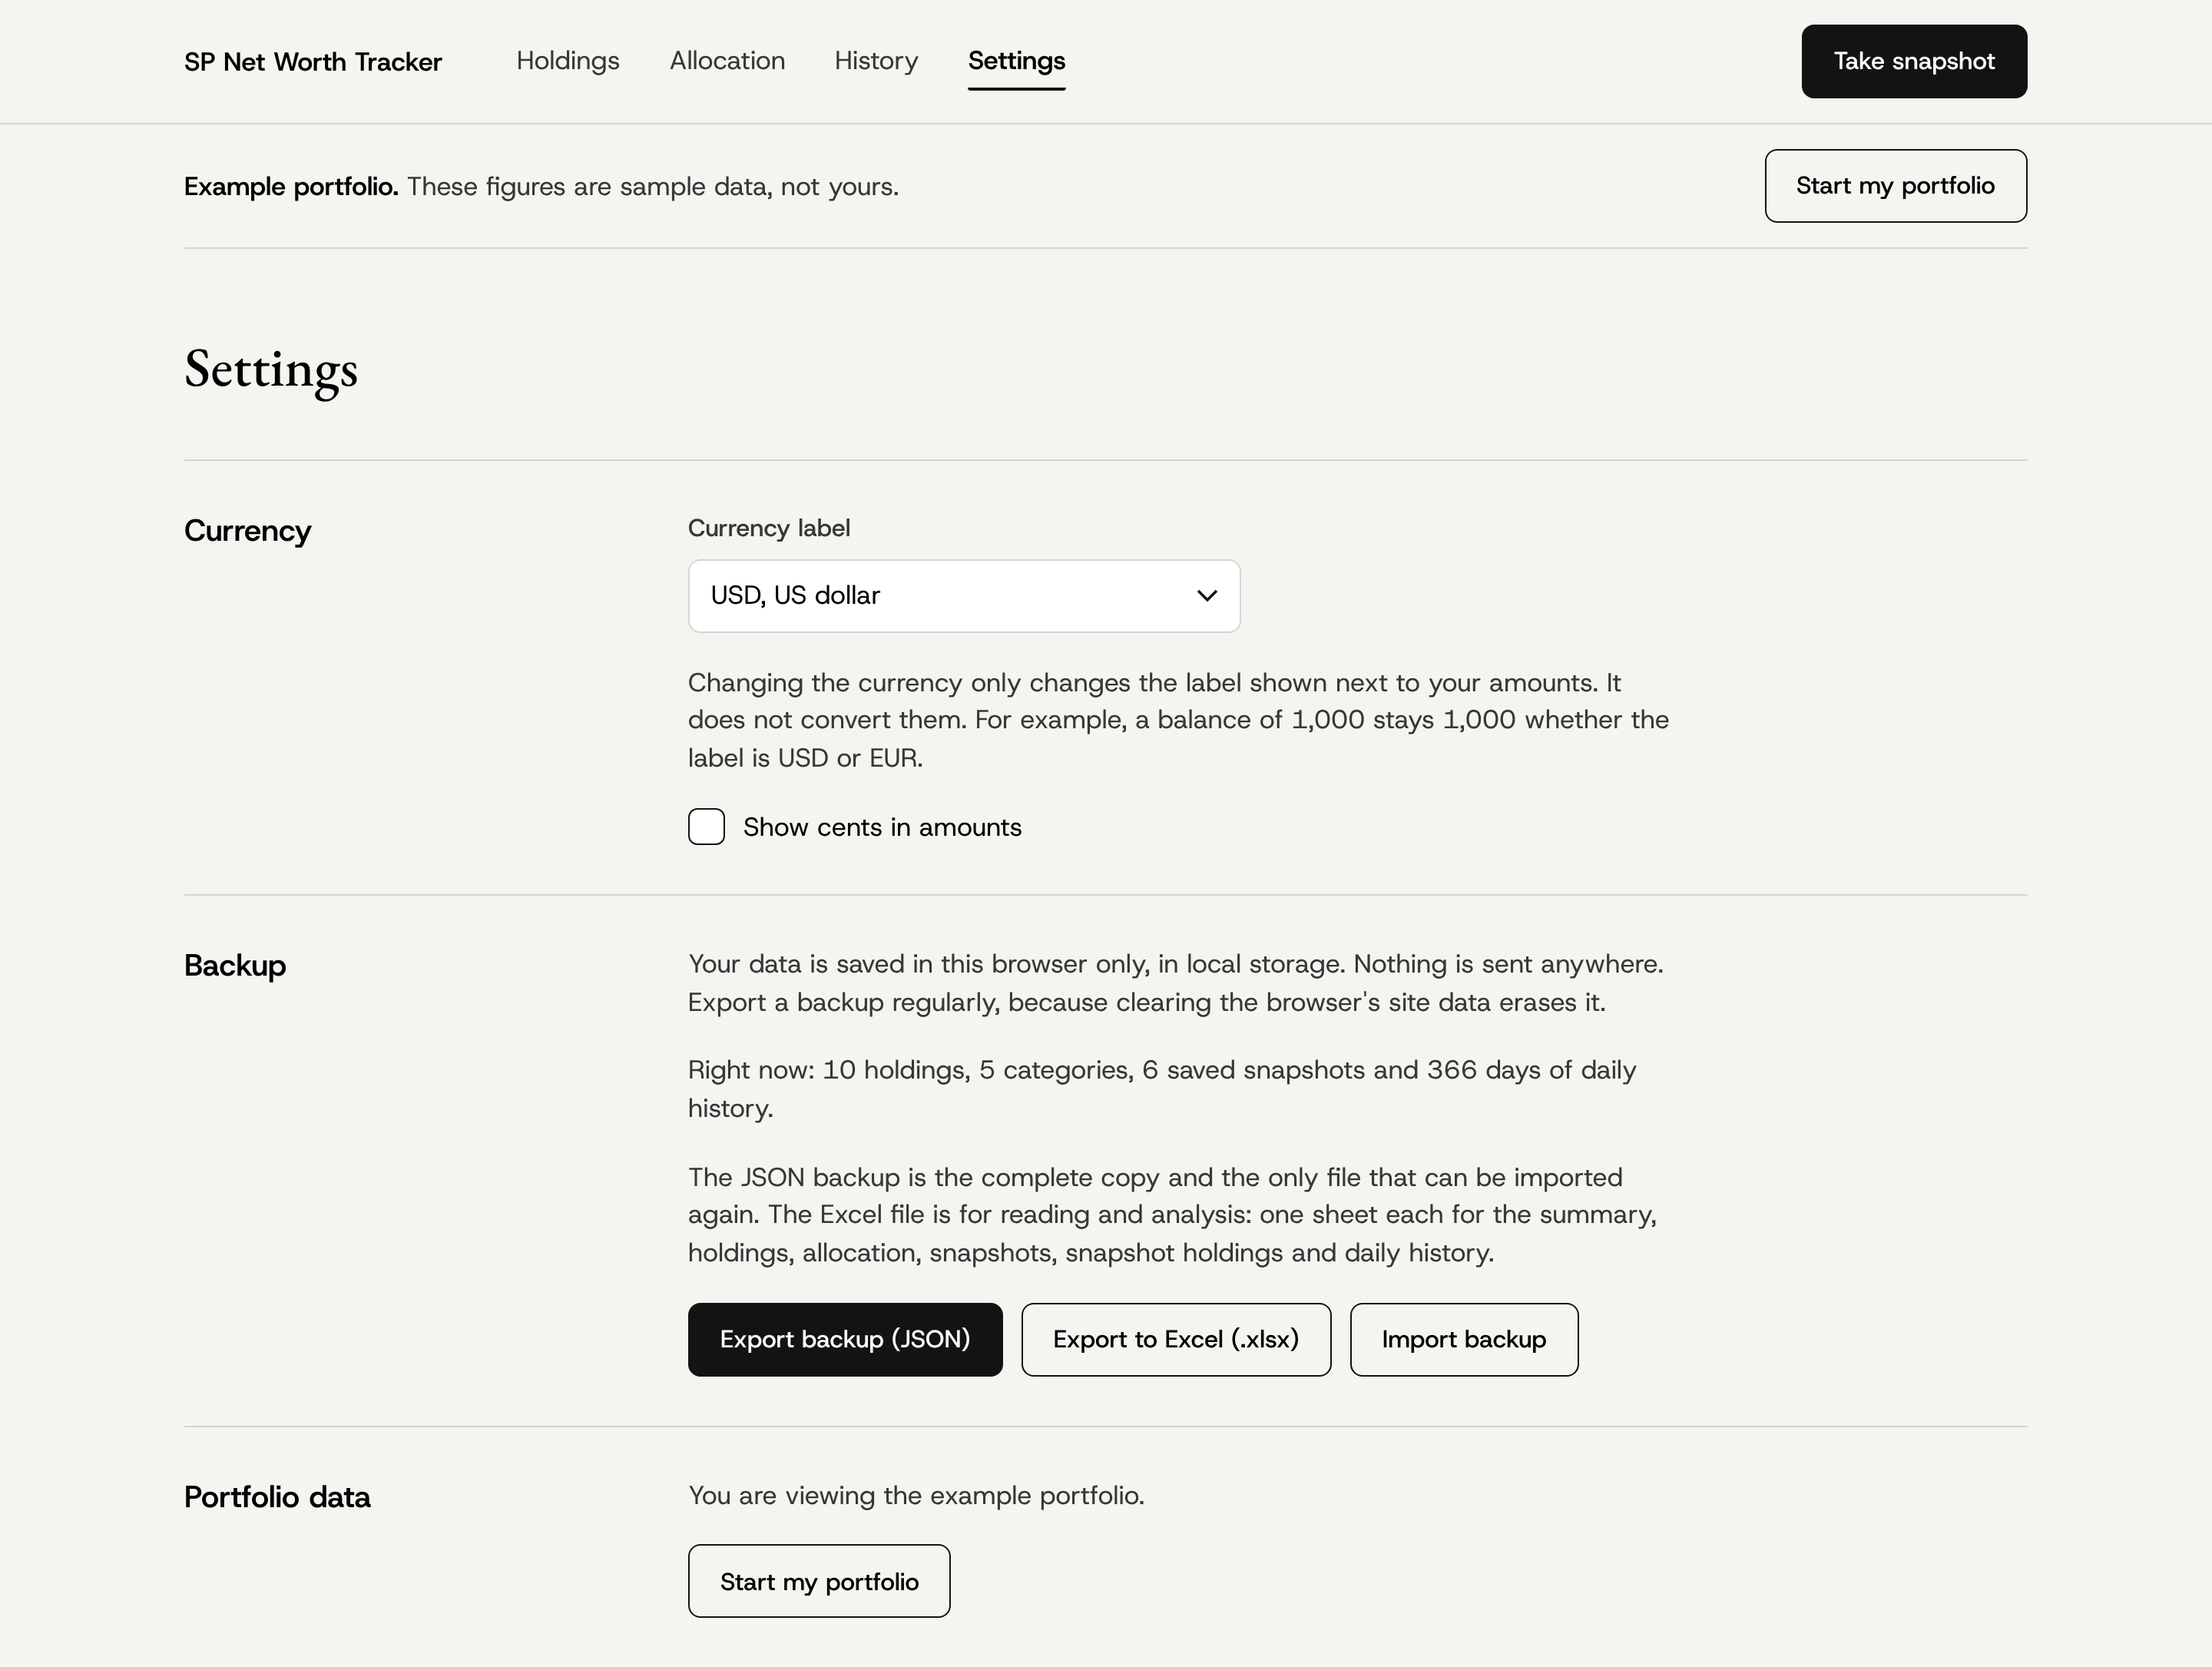 SP Net Worth Tracker
Holdings
Allocation
History
Settings
Take snapshot
Example portfolio. These figures are sample data, not yours.
Start my portfolio
Settings
Currency
Currency label
USD, US dollar
Changing the currency only changes the label shown next to your amounts. It
does not convert them. For example, a balance of 1,000 stays 1,000 whether the
label is USD or EUR.
Show cents in amounts
Backup
Your data is saved in this browser only, in local storage. Nothing is sent anywhere.
Export a backup regularly, because clearing the browser's site data erases it.
Right now: 10 holdings, 5 categories, 6 saved snapshots and 366 days of daily
history.
The JSON backup is the complete copy and the only file that can be imported
again. The Excel file is for reading and analysis: one sheet each for the summary,
holdings, allocation, snapshots, snapshot holdings and daily history.
Export backup (JSON)
Export to Excel (.xlsx)
Import backup
Portfolio data
You are viewing the example portfolio.
Start my portfolio